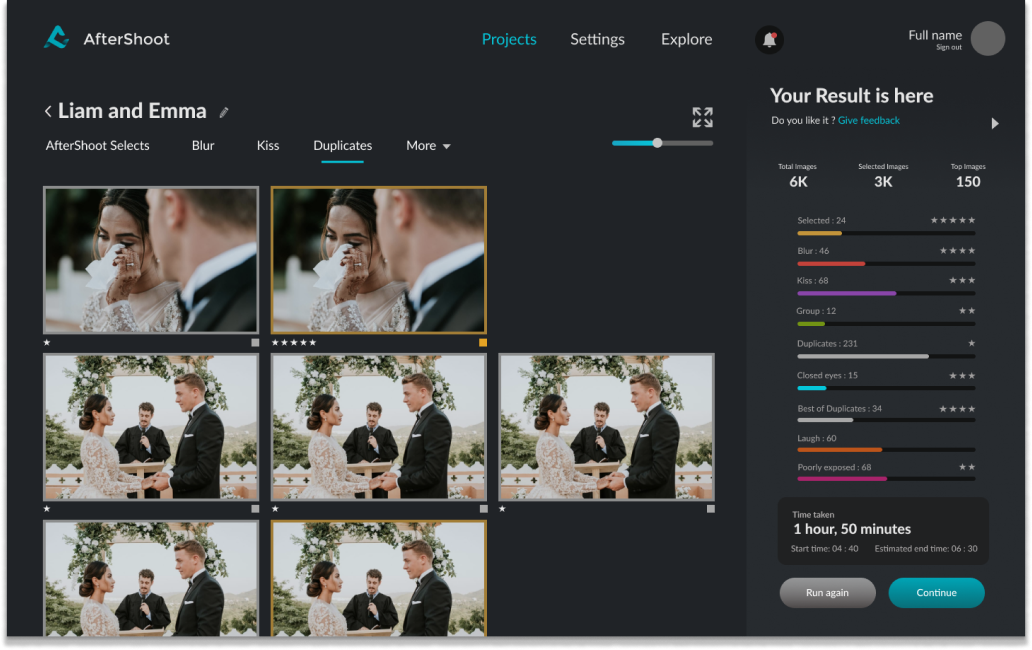 AfterShoot
Projects Settings Explore
Full name
Sign out
Liam and Emma
AfterShoot Selects Blur Kiss Duplicates More
Your Result is here
Do you like it ? Give feedback
Total Images Selected Images Top Images
6K 3K 150
Selected : 24
Blur : 46
Kiss : 68
Group : 12
Duplicates : 231
Closed eyes : 15
Best of Duplicates : 34
Laugh : 60
Poorly exposed : 68
Time taken
1 hour, 50 minutes
Start time: 04 : 40 Estimated end time: 06 : 30
Run again Continue